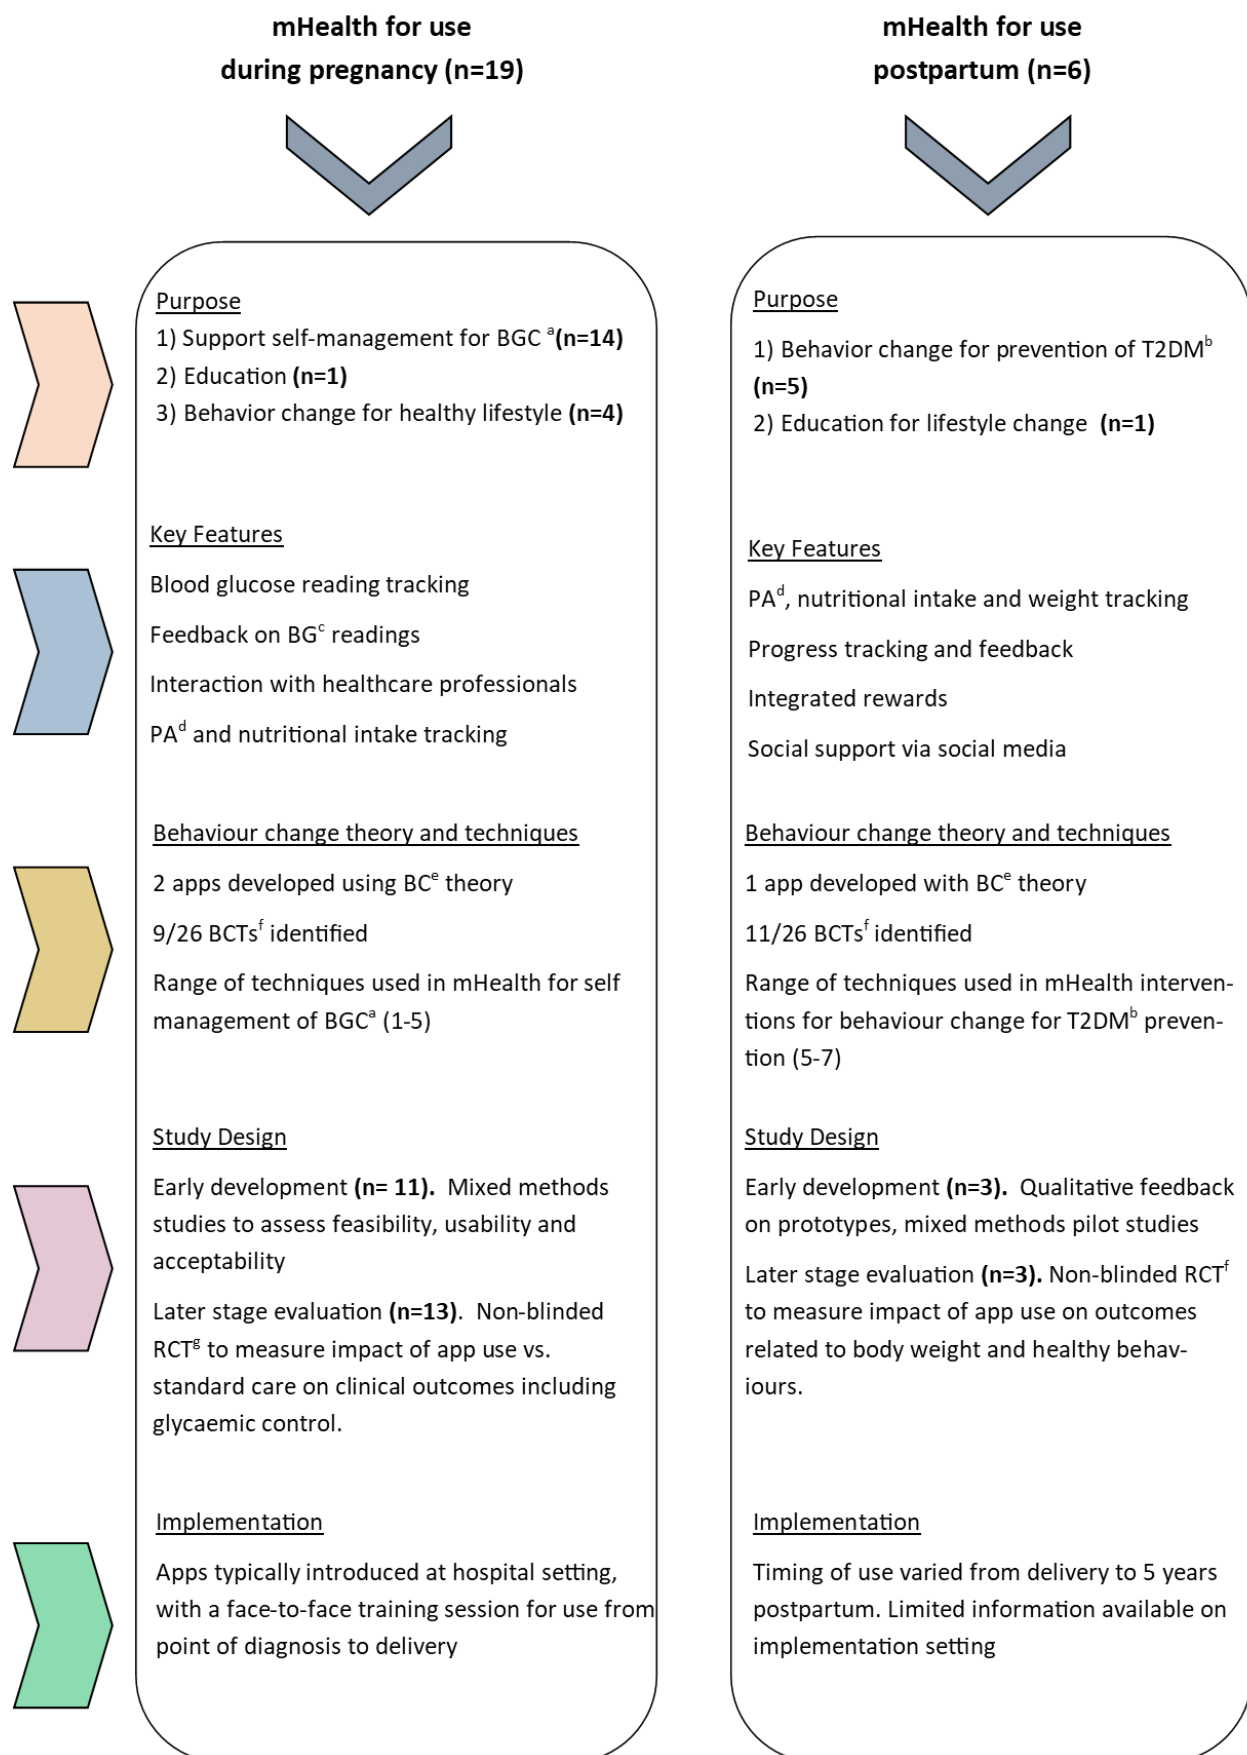 mHealth for use
during pregnancy (n=19)
Purpose
1) Support self-management for BGC ᵃ(n=14)
2) Education (n=1)
3) Behavior change for healthy lifestyle (n=4)
Key Features
Blood glucose reading tracking
Feedback on BGᶜ readings
Interaction with healthcare professionals
PAᵈ and nutritional intake tracking
Behaviour change theory and techniques
2 apps developed using BCᵉ theory
9/26 BCTsᶠ identified
Range of techniques used in mHealth for self
management of BGCᵃ (1-5)
Study Design
Early development (n= 11). Mixed methods
studies to assess feasibility, usability and
acceptability
Later stage evaluation (n=13). Non-blinded
RCTᵍ to measure impact of app use vs.
standard care on clinical outcomes including
glycaemic control.
Implementation
Apps typically introduced at hospital setting,
with a face-to-face training session for use from
point of diagnosis to delivery
mHealth for use
postpartum (n=6)
Purpose
1) Behavior change for prevention of T2DMᵇ
(n=5)
2) Education for lifestyle change (n=1)
Key Features
PAᵈ, nutritional intake and weight tracking
Progress tracking and feedback
Integrated rewards
Social support via social media
Behaviour change theory and techniques
1 app developed with BCᵉ theory
11/26 BCTsᶠ identified
Range of techniques used in mHealth interven-
tions for behaviour change for T2DMᵇ preven-
tion (5-7)
Study Design
Early development (n=3). Qualitative feedback
on prototypes, mixed methods pilot studies
Later stage evaluation (n=3). Non-blinded RCTᶠ
to measure impact of app use on outcomes
related to body weight and healthy behav-
iours.
Implementation
Timing of use varied from delivery to 5 years
postpartum. Limited information available on
implementation setting